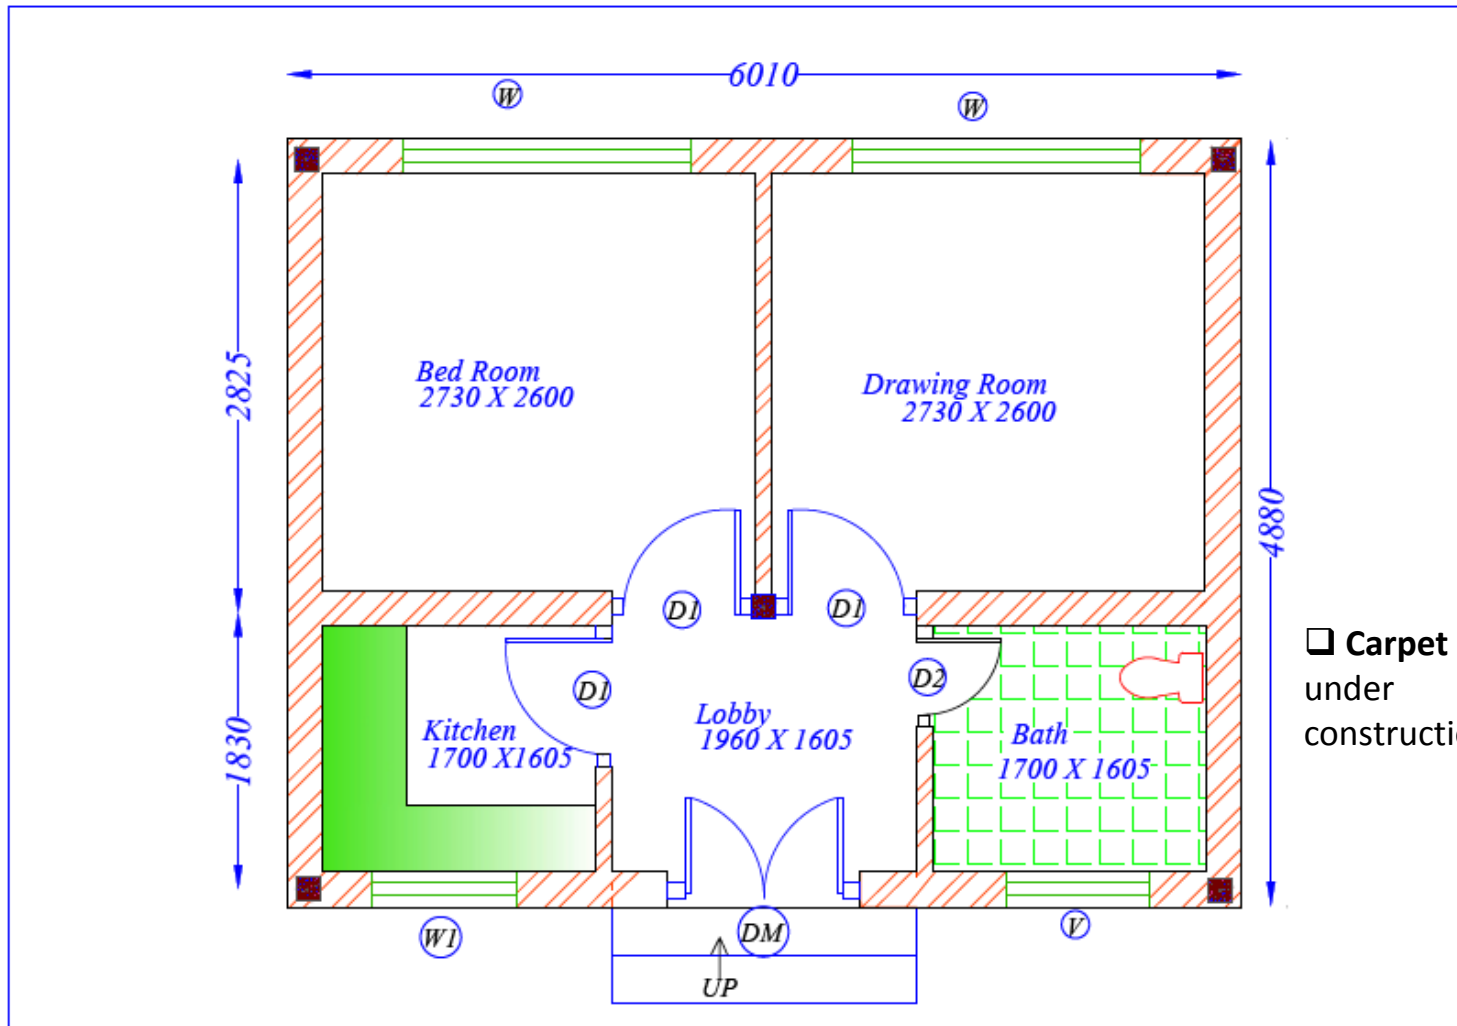 6010
W
W
2825
Bed Room
2730 X 2600
Drawing Room
2730 X 2600
4880
D1
D1
D1
D2
❑ Carpet
under
constructi
1830
Kitchen
1700 X1605
Lobby
1960 X 1605
Bath
1700 X 1605
W1
DM
V
UP